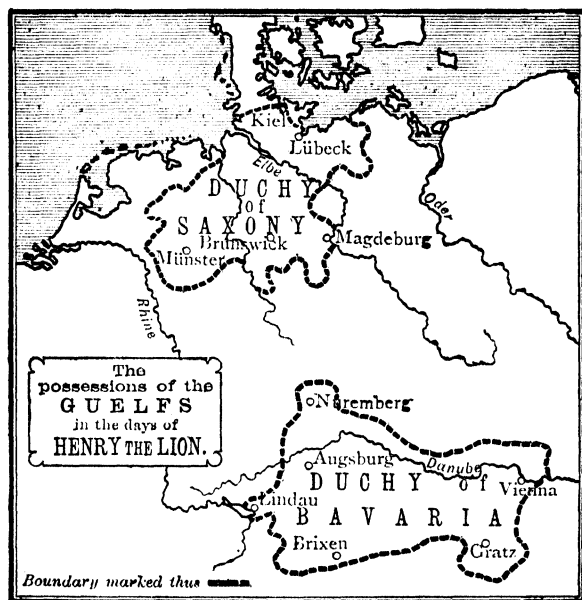 Kiel
Lübeck
Elbe
DUCHY
of
SAXONY
Brunswick
Münster
Magdeburg
Oder
Rhine
The
possessions of the
GUELFS
in the days of
HENRY THE LION.
Nuremberg
Augsburg
Danube
DUCHY of
Vienna
Lindau
BAVARIA
Brixen
Gratz
Boundary marked thus